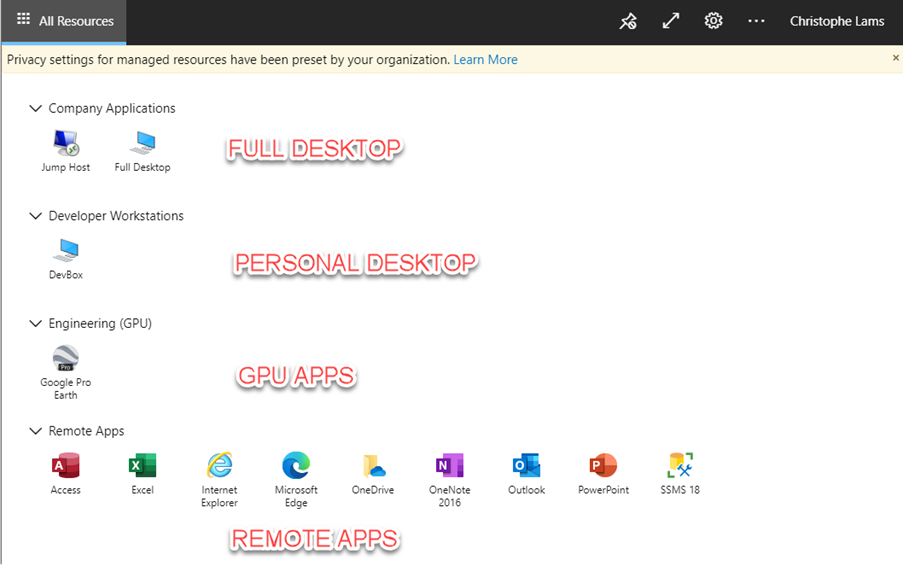 All Resources
··· Christophe Lams
Privacy settings for managed resources have been preset by your organization. Learn More ×
Company Applications
Jump Host Full Desktop
FULL DESKTOP
Developer Workstations
DevBox
PERSONAL DESKTOP
Engineering (GPU)
Pro
Google Pro
Earth
GPU APPS
Remote Apps
A X N O P
Access Excel Internet Microsoft OneDrive OneNote Outlook PowerPoint SSMS 18
Explorer Edge 2016
REMOTE APPS